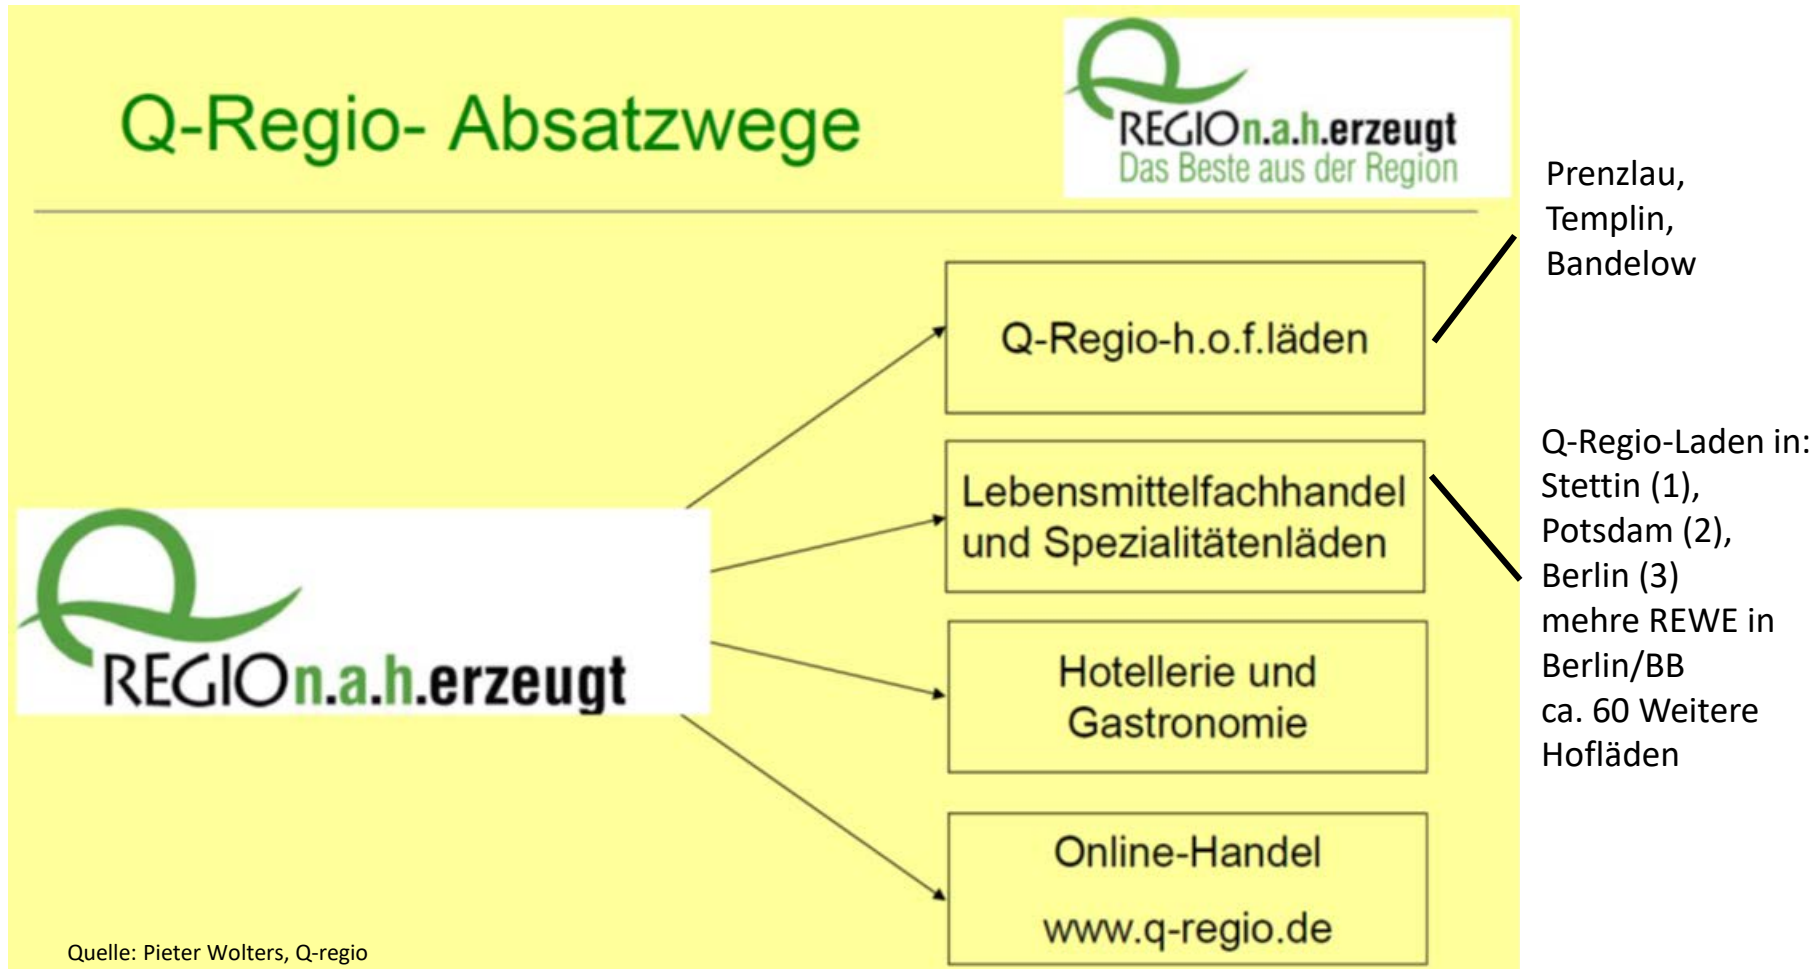 Q-Regio- Absatzwege
REGIOn.a.h.erzeugt
Das Beste aus der Region
Prenzlau,
Templin,
Bandelow
Q-Regio-h.o.f.läden
Lebensmittelfachhandel
und Spezialitätenläden
Q-Regio-Laden in:
Stettin (1),
Potsdam (2),
Berlin (3)
mehre REWE in
Berlin/BB
ca. 60 Weitere
Hofläden
REGIOn.a.h.erzeugt
Hotellerie und
Gastronomie
Online-Handel
www.q-regio.de
Quelle: Pieter Wolters, Q-regio